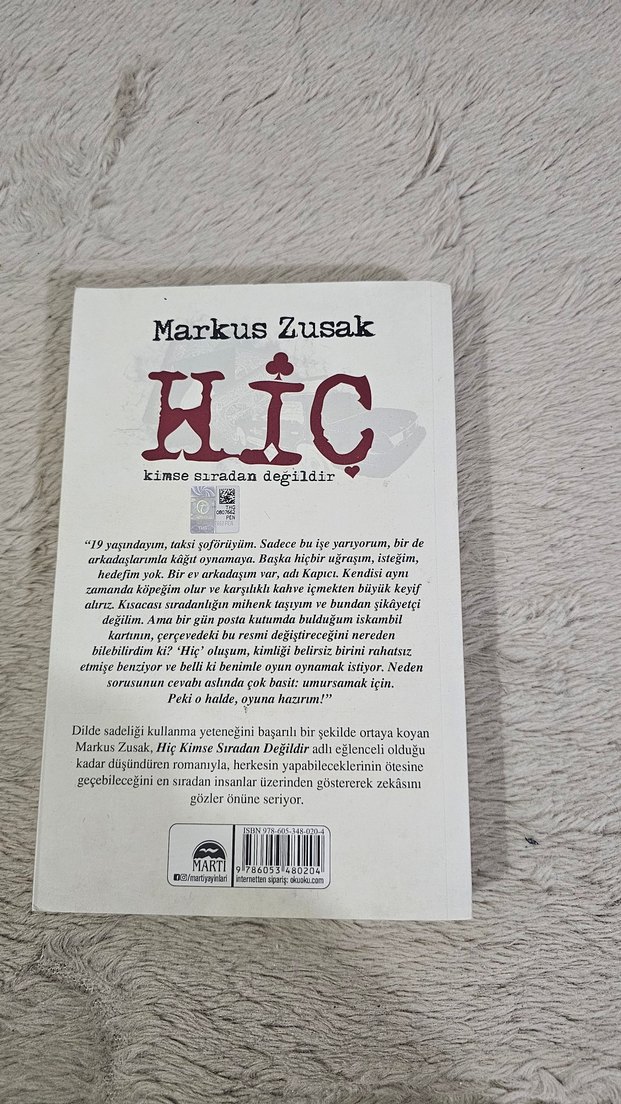 Markus Zusak
HİÇ
kimse sıradan değildir
THG
0807662
PEN
“19 yaşındayım, taksi şoförüyüm. Sadece bu işe yarıyorum, bir de
arkadaşlarımla kâğıt oynamaya. Başka hiçbir uğraşım, isteğim,
hedefim yok. Bir ev arkadaşım var, adı Kapıcı. Kendisi aynı
zamanda köpeğim olur ve karşılıklı kahve içmekten büyük keyif
alırız. Kısacası sıradanlığın mihenk taşıyım ve bundan şikâyetçi
değilim. Ama bir gün posta kutumda bulduğum iskambil
kartının, çerçevedeki bu resmi değiştireceğini nereden
bilebilirdim ki? ‘Hiç’ oluşum, kimliği belirsiz birini rahatsız
etmişe benziyor ve belli ki benimle oyun oynamak istiyor. Neden
sorusunun cevabı aslında çok basit: umursamak için.
Peki o halde, oyuna hazırım!”
Dilde sadeliği kullanma yeteneğini başarılı bir şekilde ortaya koyan
Markus Zusak, Hiç Kimse Sıradan Değildir adlı eğlenceli olduğu
kadar düşündüren romanıyla, herkesin yapabileceklerinin ötesine
geçebileceğini en sıradan insanlar üzerinden göstererek zekâsını
gözler önüne seriyor.
MARTI
/martiyayinlari
ISBN 978-605-348-020-4
9 786053 480204
internetten sipariş: okuoku.com